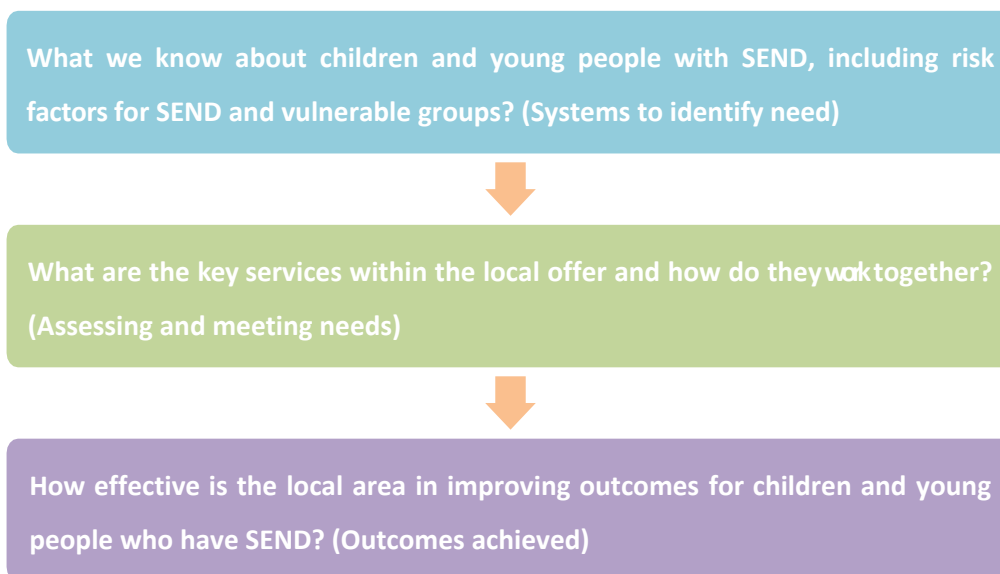 What we know about children and young people with SEND, including risk
factors for SEND and vulnerable groups? (Systems to identify need)
What are the key services within the local offer and how do they work together?
(Assessing and meeting needs)
How effective is the local area in improving outcomes for children and young
people who have SEND? (Outcomes achieved)